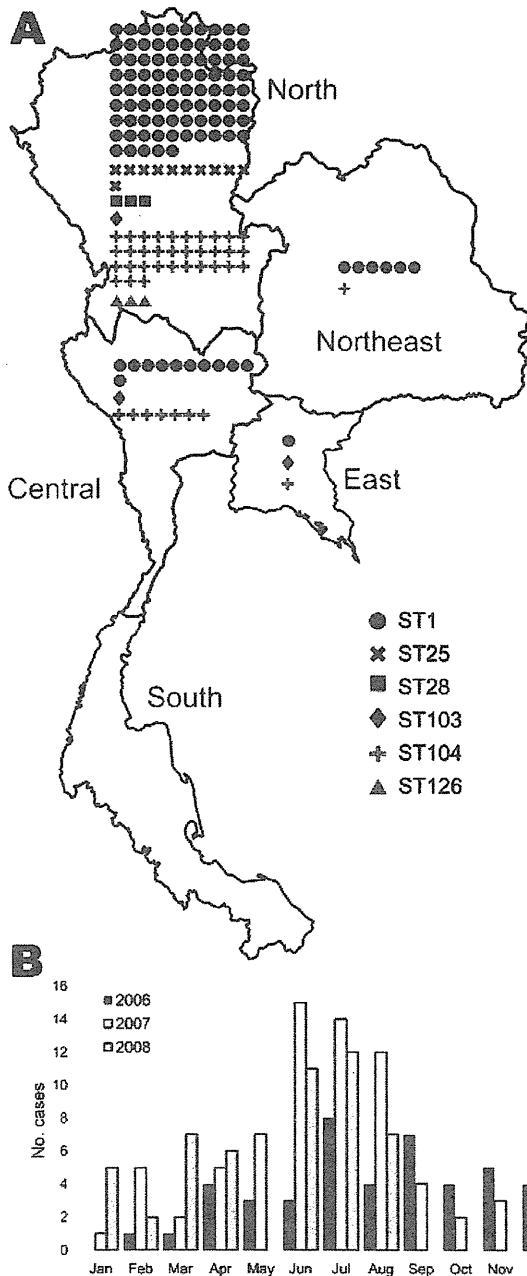 A
North
Northeast
Central
East
South
ST1
ST25
ST28
ST103
ST104
ST126
B
16
14
12
10
8
6
4
2
0
No. cases
2006
2007
2008
Jan Feb Mar Apr May Jun Jul Aug Sep Oct Nov